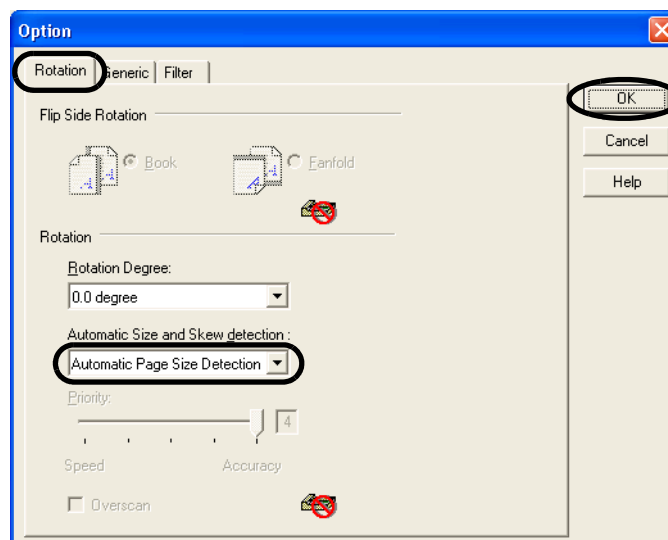 Option
Rotation Generic Filter
OK
Cancel
Help
Flip Side Rotation
Book Fanfold
Rotation
Rotation Degree:
0.0 degree
Automatic Size and Skew detection :
Automatic Page Size Detection
Priority:
4
Speed Accuracy
Overscan